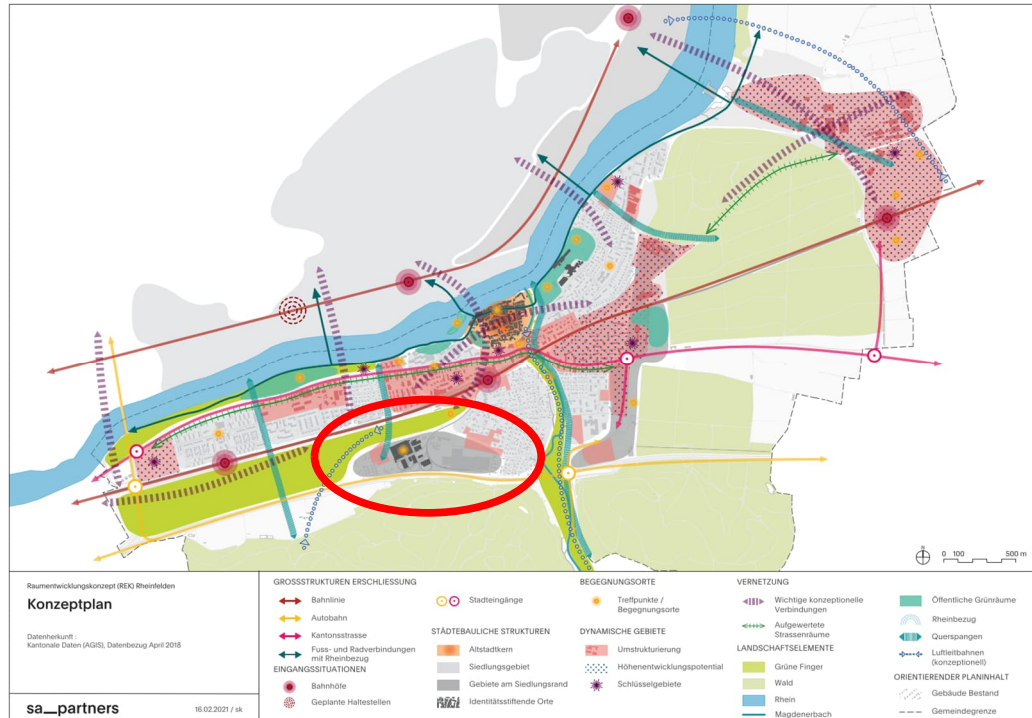 N
0 100 500 m
Raumentwicklungskonzept (REK) Rheinfelden
Konzeptplan
Datenherkunft :
Kantonale Daten (AGIS), Datenbezug April 2018
sa__partners
16.02.2021 / sk
GROSSSTRUKTUREN ERSCHLIESSUNG
Bahnlinie
Autobahn
Kantonsstrasse
Fuss- und Radverbindungen
mit Rheinbezug
EINGANGSSITUATIONEN
Bahnhöfe
Geplante Haltestellen
Stadteingänge
STÄDTEBAULICHE STRUKTUREN
Altstadtkern
Siedlungsgebiet
Gebiete am Siedlungsrand
Identitätsstiftende Orte
BEGEGNUNGSORTE
Treffpunkte /
Begegnungsorte
DYNAMISCHE GEBIETE
Umstrukturierung
Höhenentwicklungspotential
Schlüsselgebiete
VERNETZUNG
Wichtige konzeptionelle
Verbindungen
Aufgewertete
Strassenräume
LANDSCHAFTSELEMENTE
Grüne Finger
Wald
Rhein
Magdenerbach
Öffentliche Grünräume
Rheinbezug
Querspangen
Luftleitbahnen
(konzeptionell)
ORIENTIERENDER PLANINHALT
Gebäude Bestand
Gemeindegrenze